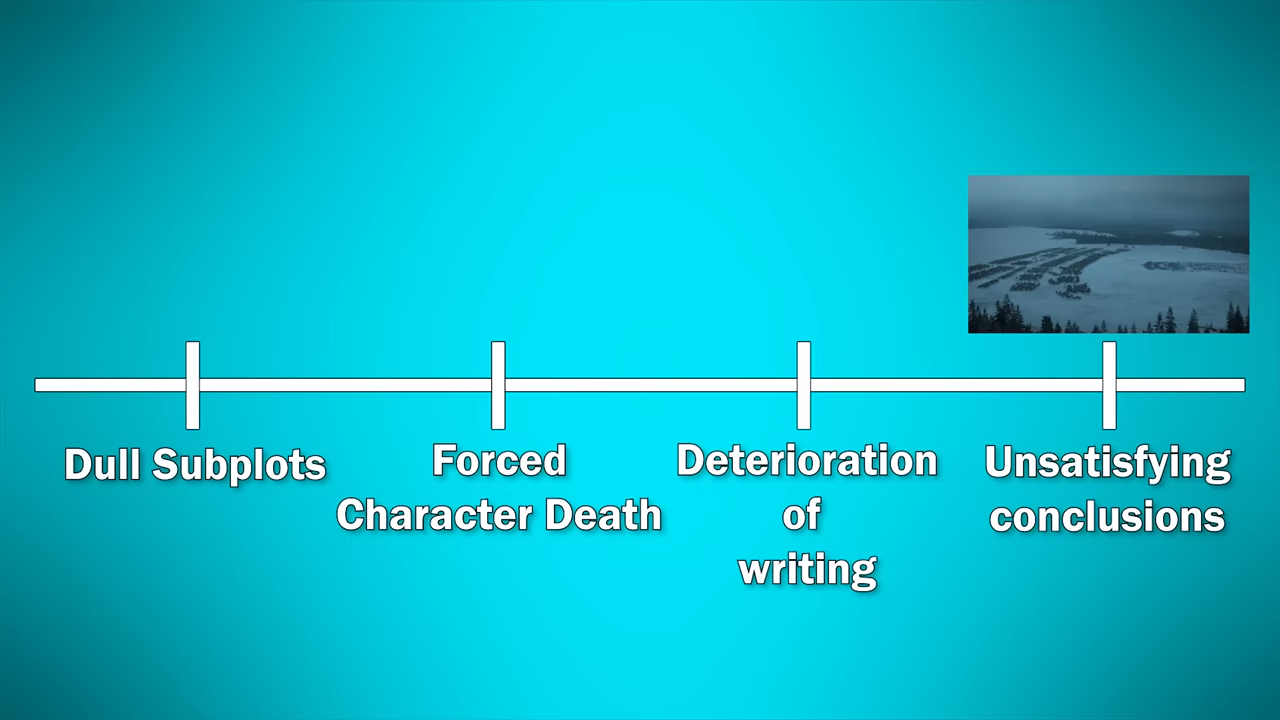 Dull Subplots
Forced
Character Death
Deterioration
of
writing
Unsatisfying
conclusions